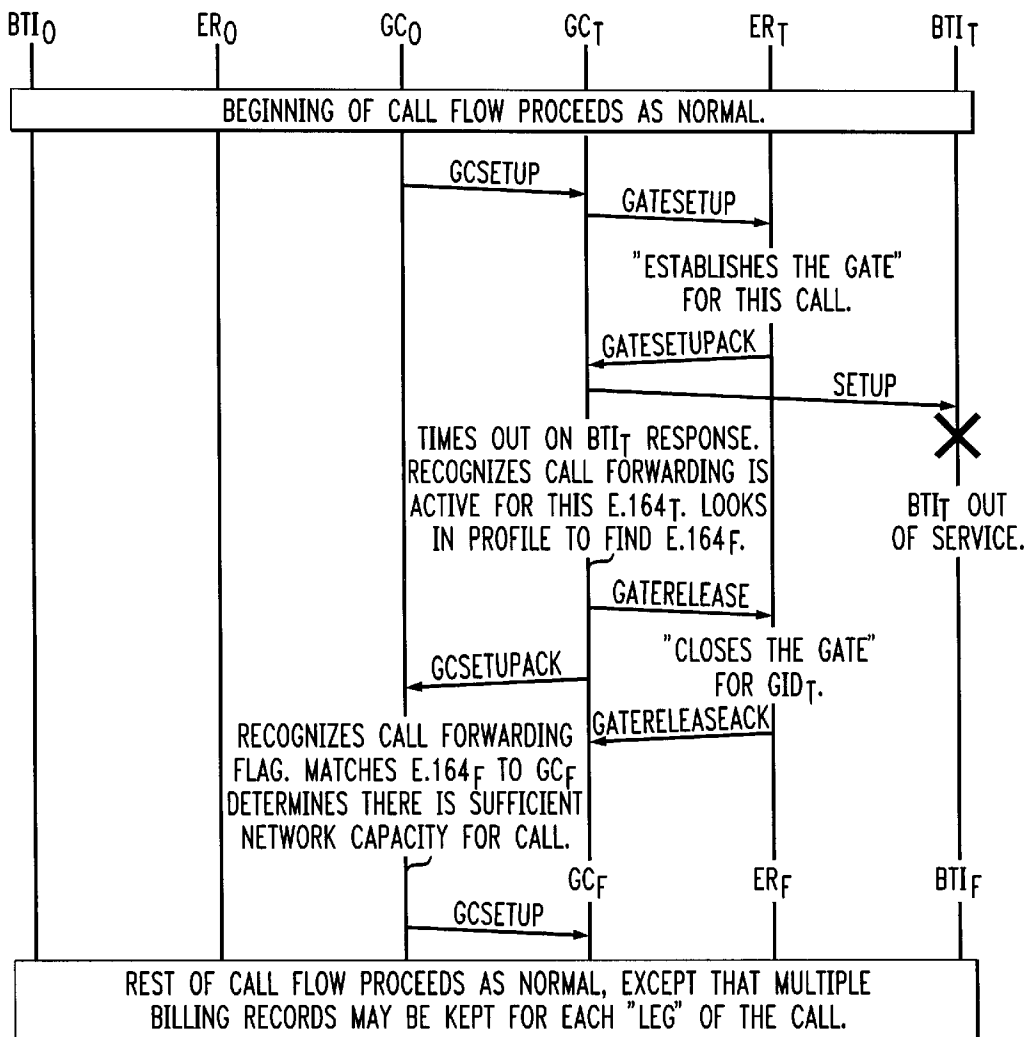 BTIO ERO GCO GCT ERT BTIT
BEGINNING OF CALL FLOW PROCEEDS AS NORMAL.
GCSETUP
GATESETUP
"ESTABLISHES THE GATE"
FOR THIS CALL.
GATESETUPACK
SETUP
TIMES OUT ON BTIT RESPONSE.
RECOGNIZES CALL FORWARDING IS
ACTIVE FOR THIS E.164T. LOOKS
IN PROFILE TO FIND E.164F.
BTIT OUT
OF SERVICE.
GATERELEASE
"CLOSES THE GATE"
FOR GIDT.
GCSETUPACK
GATERELEASEACK
RECOGNIZES CALL FORWARDING
FLAG. MATCHES E.164F TO GCF
DETERMINES THERE IS SUFFICIENT
NETWORK CAPACITY FOR CALL.
GCF ERF BTIF
GCSETUP
REST OF CALL FLOW PROCEEDS AS NORMAL, EXCEPT THAT MULTIPLE
BILLING RECORDS MAY BE KEPT FOR EACH "LEG" OF THE CALL.